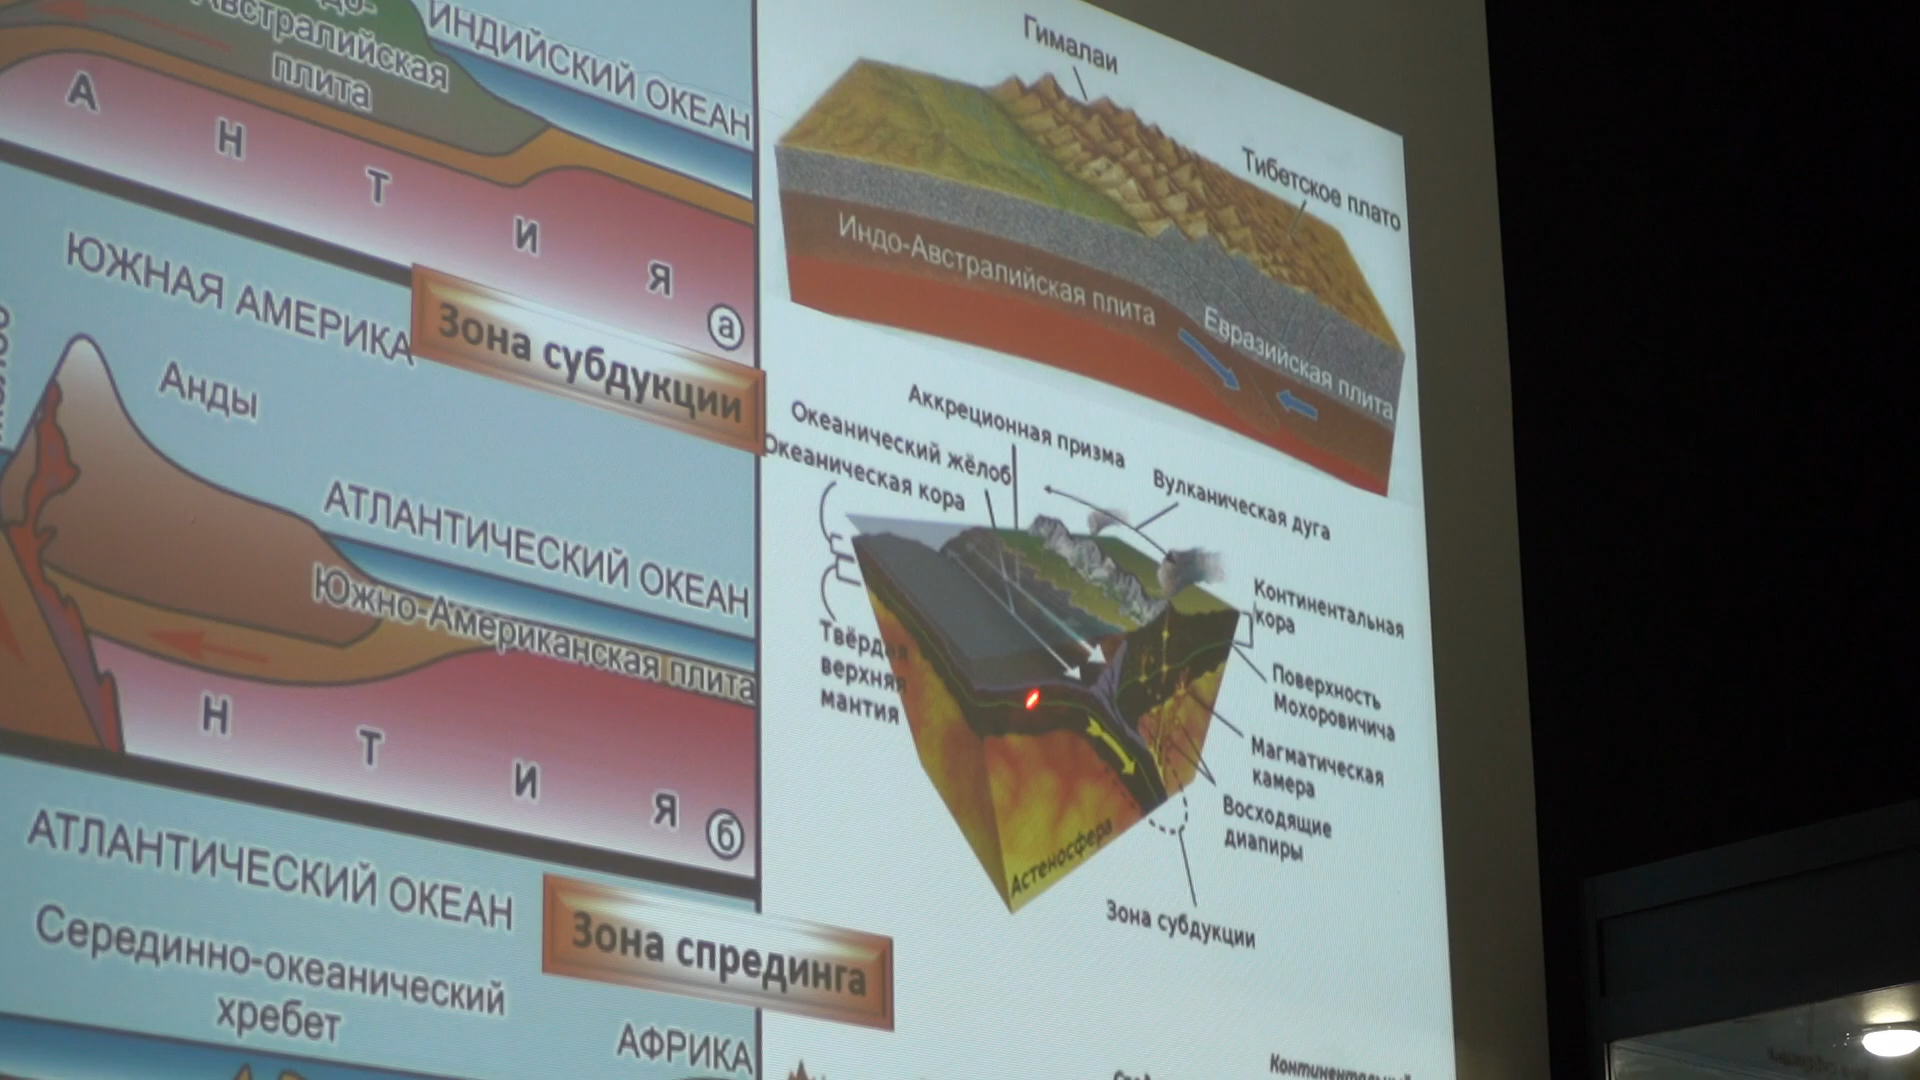 Австралийская
плита
ИНДИЙСКИЙ ОКЕАН
А Н Т И Я
а
ЮЖНАЯ АМЕРИКА
Зона субдукции
Анды
АТЛАНТИЧЕСКИЙ ОКЕАН
Южно-Американская плита
Н Т И Я
б
АТЛАНТИЧЕСКИЙ ОКЕАН
Зона спрединга
Серединно-океанический
хребет
АФРИКА
Гималаи
Тибетское плато
Индо-Австралийская плита
Евразийская плита
Аккреционная призма
Океанический жёлоб
Океаническая кора
Вулканическая дуга
Континентальная
кора
Твёрдая
верхняя
мантия
Поверхность
Мохоровичича
Магматическая
камера
Восходящие
диапиры
Астеносфера
Зона субдукции